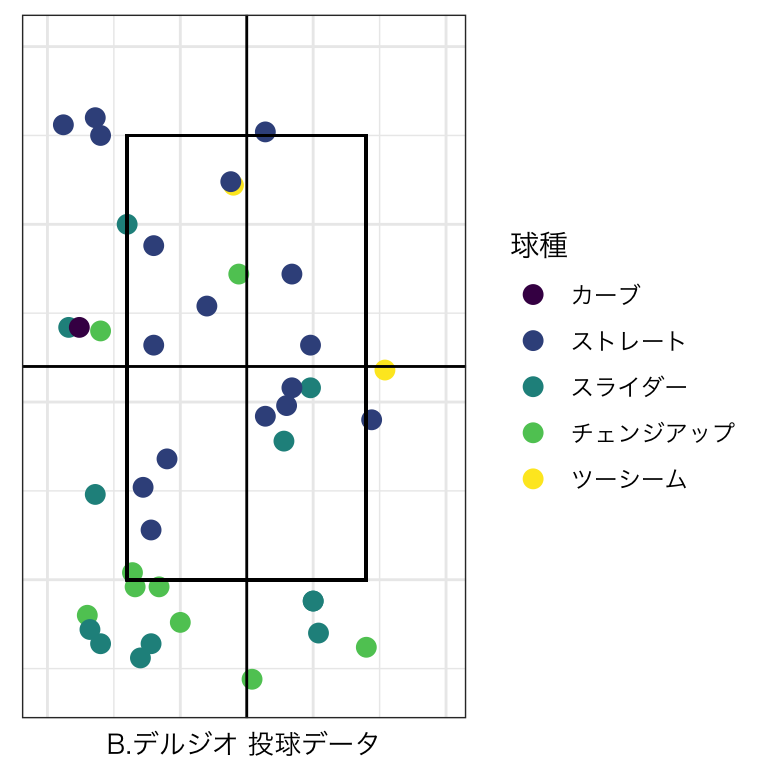 球種
カーブ
ストレート
スライダー
チェンジアップ
ツーシーム
B.デルジオ 投球データ